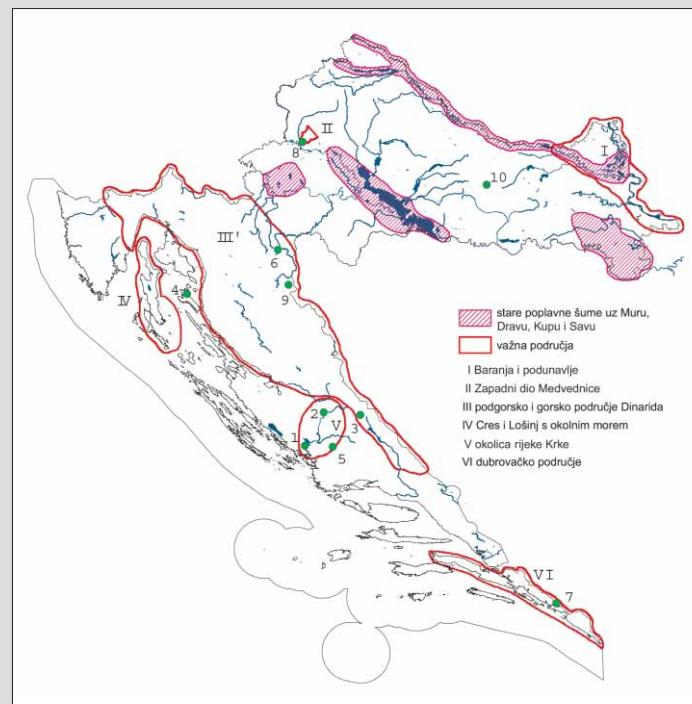 I
II
8
10
III
6
9
IV
4
2
V
3
1
5
VI
7
stare poplavne šume uz Muru,
Dravu, Kupu i Savu
važna područja
I Baranja i podunavlje
II Zapadni dio Medvednice
III podgorsko i gorsko područje Dinarida
IV Cres i Lošinj s okolnim morem
V okolica rijeke Krke
VI dubrovačko područje